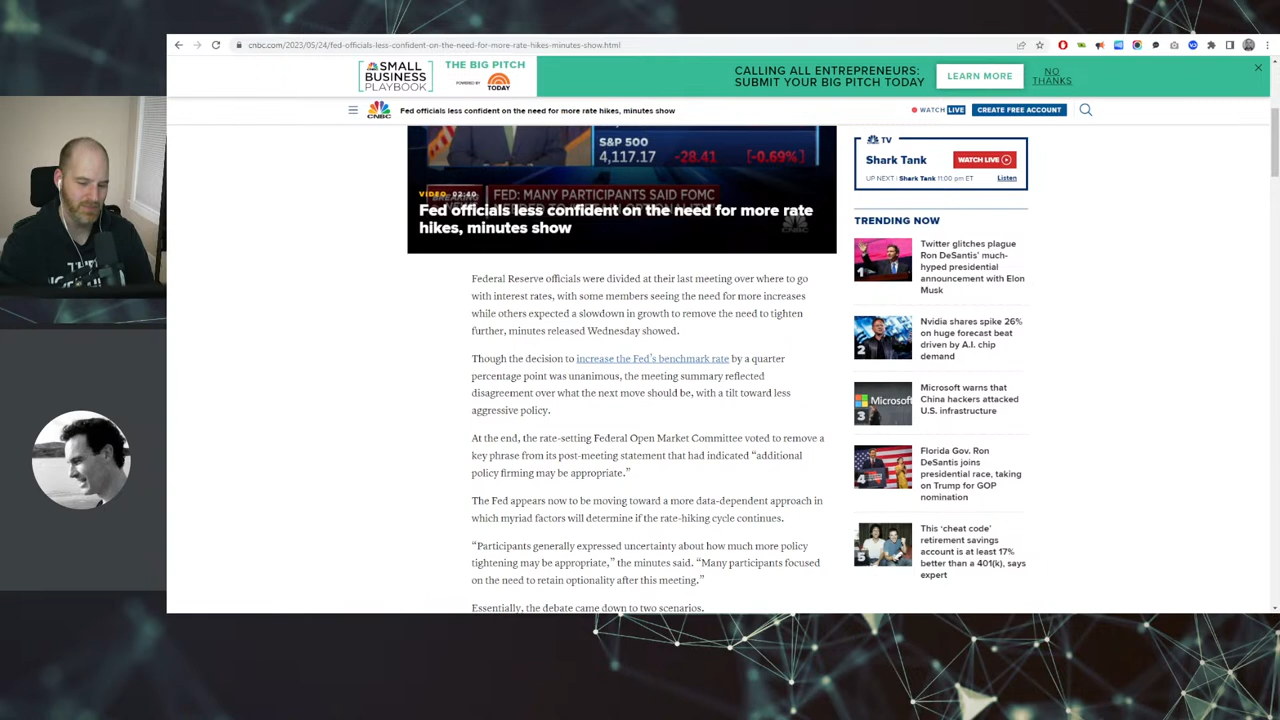 cnbc.com/2023/05/24/fed-officials-less-confident-on-the-need-for-more-rate-hikes-minutes-show.html
SMALL
BUSINESS
PLAYBOOK
THE BIG PITCH
POWERED BY
TODAY
CALLING ALL ENTREPRENEURS:
SUBMIT YOUR BIG PITCH TODAY
LEARN MORE
NO
THANKS
CNBC
Fed officials less confident on the need for more rate hikes, minutes show
WATCH LIVE
CREATE FREE ACCOUNT
S&P 500
4,117.17 -28.41 [-0.69%]
VIDEO 02:40
FED: MANY PARTICIPANTS SAID FOMC
Fed officials less confident on the need for more rate
hikes, minutes show
CNBC
Federal Reserve officials were divided at their last meeting over where to go
with interest rates, with some members seeing the need for more increases
while others expected a slowdown in growth to remove the need to tighten
further, minutes released Wednesday showed.
Though the decision to increase the Fed's benchmark rate by a quarter
percentage point was unanimous, the meeting summary reflected
disagreement over what the next move should be, with a tilt toward less
aggressive policy.
At the end, the rate-setting Federal Open Market Committee voted to remove a
key phrase from its post-meeting statement that had indicated “additional
policy firming may be appropriate.”
The Fed appears now to be moving toward a more data-dependent approach in
which myriad factors will determine if the rate-hiking cycle continues.
“Participants generally expressed uncertainty about how much more policy
tightening may be appropriate,” the minutes said. “Many participants focused
on the need to retain optionality after this meeting.”
Essentially, the debate came down to two scenarios.
TV
Shark Tank
WATCH LIVE
UP NEXT | Shark Tank 11:00 pm ET
Listen
TRENDING NOW
1
Twitter glitches plague
Ron DeSantis' much-
hyped presidential
announcement with Elon
Musk
2
Nvidia shares spike 26%
on huge forecast beat
driven by A.I. chip
demand
Microsoft
3
Microsoft warns that
China hackers attacked
U.S. infrastructure
4
Florida Gov. Ron
DeSantis joins
presidential race, taking
on Trump for GOP
nomination
5
This ‘cheat code’
retirement savings
account is at least 17%
better than a 401(k), says
expert